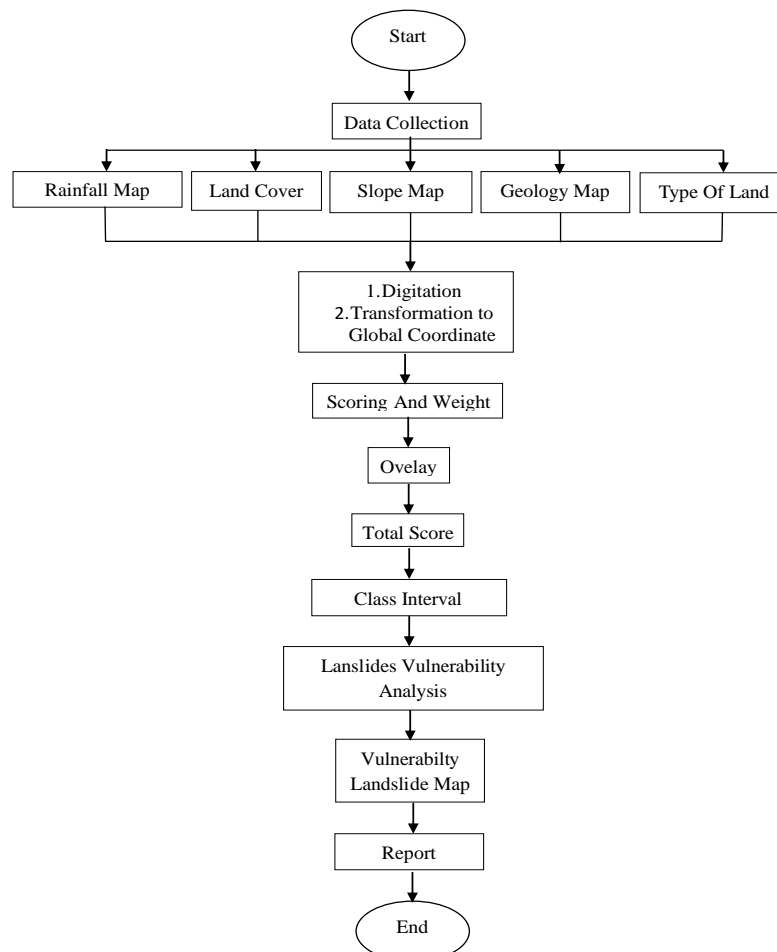 Start
Data Collection
Rainfall Map
Land Cover
Slope Map
Geology Map
Type Of Land
1.Digitation
2.Transformation to
Global Coordinate
Scoring And Weight
Ovelay
Total Score
Class Interval
Lanslides Vulnerability
Analysis
Vulnerabilty
Landslide Map
Report
End